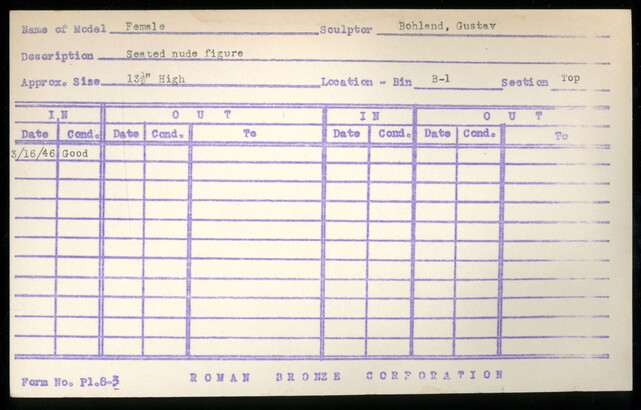 Name of Model Female Sculptor Bohland, Gustav
Description Seated nude figure
Approx. Size 13½" High Location - Bin B-1 Section Top
IN OUT IN OUT
Date Cond. Date Cond. To Date Cond. Date Cond. To
3/16/46 Good
Form No. Pl.8-3 ROMAN BRONZE CORPORATION